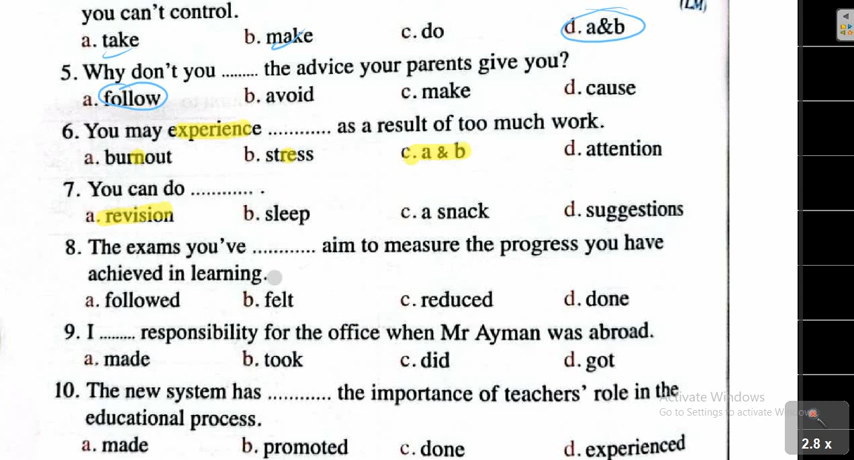 you can't control.
(LM)
a. take b. make c. do d. a&b
5. Why don't you ......... the advice your parents give you?
a. follow b. avoid c. make d. cause
6. You may experience ............ as a result of too much work.
a. burnout b. stress c. a & b d. attention
7. You can do ............ .
a. revision b. sleep c. a snack d. suggestions
8. The exams you've ............ aim to measure the progress you have
achieved in learning.
a. followed b. felt c. reduced d. done
9. I ......... responsibility for the office when Mr Ayman was abroad.
a. made b. took c. did d. got
10. The new system has ............ the importance of teachers' role in the
educational process.
a. made b. promoted c. done d. experienced
Activate Windows
Go to Settings to activate Windows
2.8 x